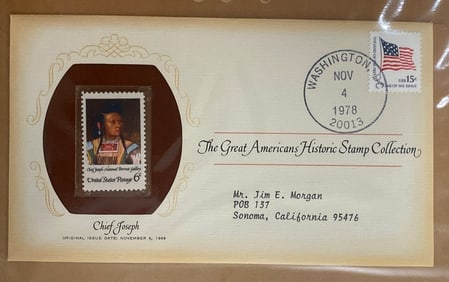 WASHINGTON, DC
NOV
4
1978
20013
USA 15c
The Great Americans Historic Stamp Collection
Chief Joseph, National Portrait Gallery
United States Postage 6c
Mr. Jim E. Morgan
POB 137
Sonoma, California 95476
Chief Joseph
ORIGINAL ISSUE DATE: NOVEMBER 4, 1968